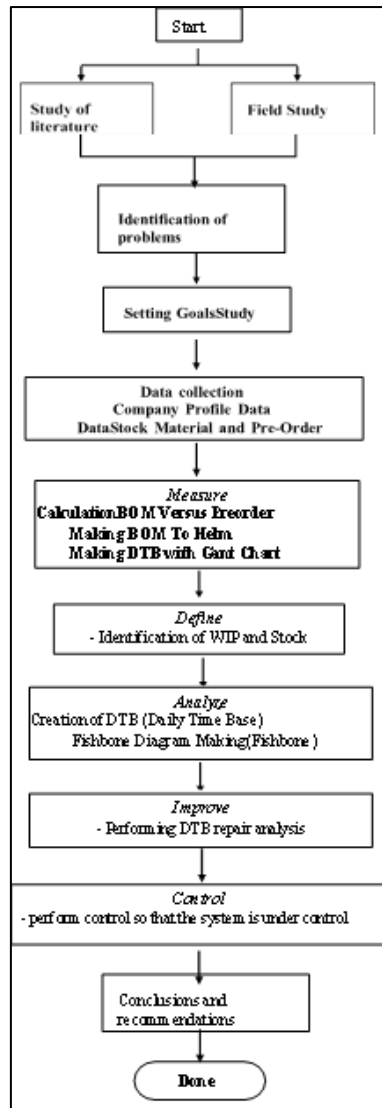 Start
Study of
literature
Field Study
Identification of
problems
Setting GoalsStudy
Data collection
Company Profile Data
DataStock Material and Pre-Order
Measure
Calculation BOM Versus Preorder
Making BOM To Helm
Making DTB with Gant Chart
Define
- Identification of WIP and Stock
Analyze
Creation of DTB (Daily Time Base)
Fishbone Diagram Making(Fishbone )
Improve
- Performing DTB repair analysis
Control
- perform control so that the system is under control
Conclusions and
recommendations
Done